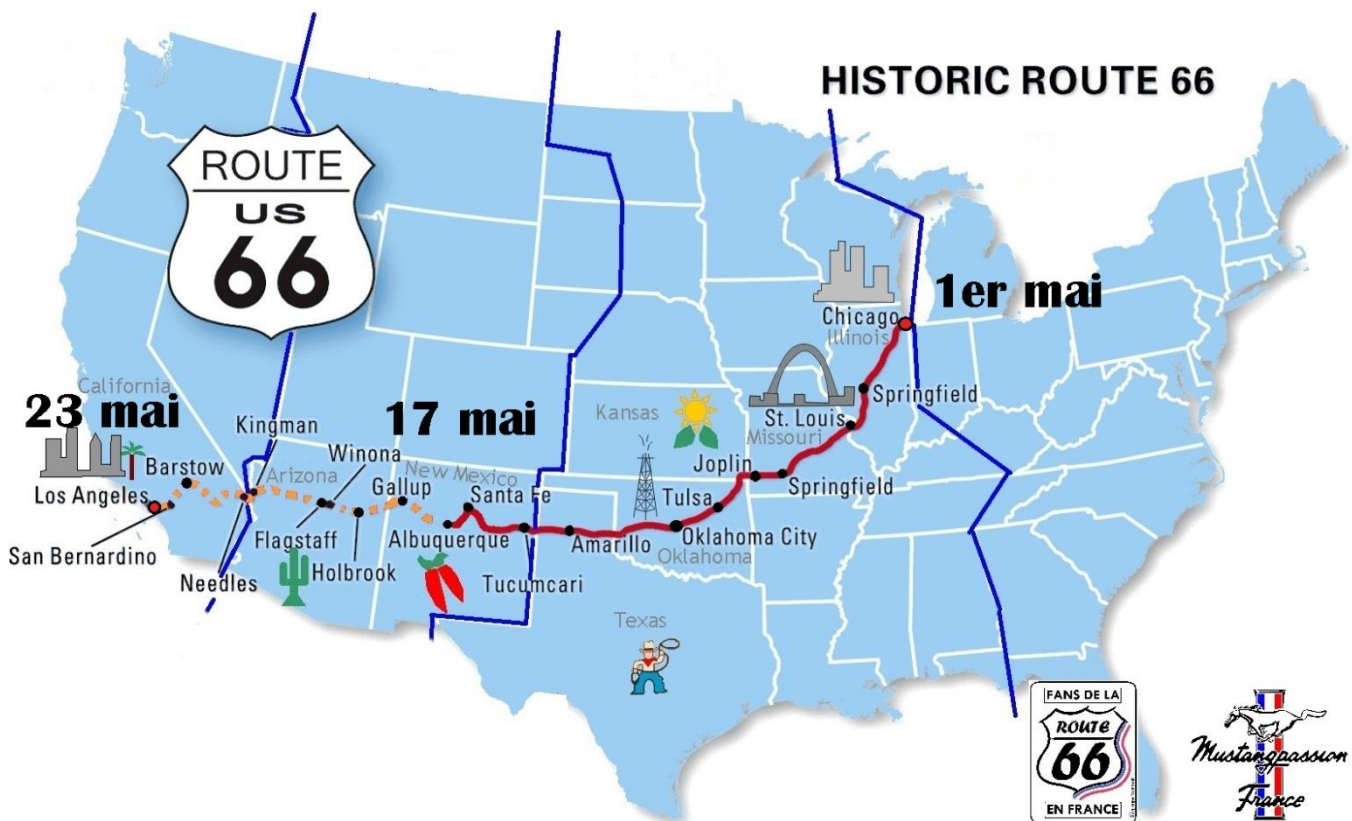 HISTORIC ROUTE 66
ROUTE
US
66
1er mai
Chicago
Illinois
California
23 mai
17 mai
Kansas
Springfield
St. Louis
Missouri
Kingman
Winona
Barstow
Arizona
New Mexico
Gallup
Santa Fe
Joplin
Springfield
Tulsa
Los Angeles
San Bernardino
Flagstaff
Albuquerque
Amarillo
Oklahoma City
Oklahoma
Needles
Holbrook
Tucumcari
Texas
FANS DE LA
ROUTE
66
EN FRANCE
Mustangpassion
France